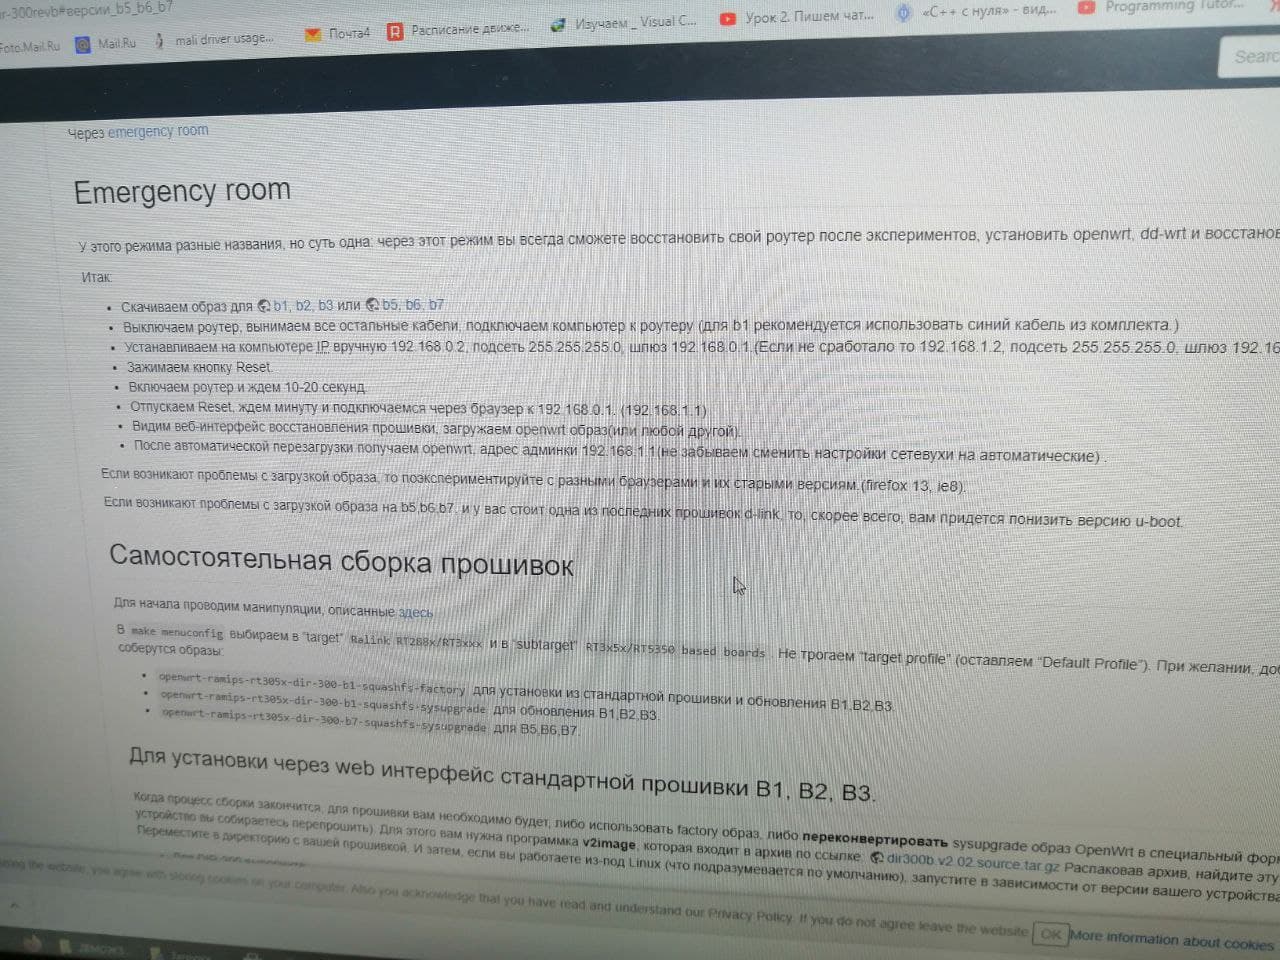 ir-300revb#версии_b5_b6_b7
Foto.Mail.Ru Mail.Ru mali driver usage... Почта4 Расписание движе... Изучаем _ Visual C... Урок 2. Пишем чат... «C++ с нуля» - вид... Programming Tutor...
Searc
Через emergency room
Emergency room
У этого режима разные названия, но суть одна: через этот режим вы всегда сможете восстановить свой роутер после экспериментов, установить openwrt, dd-wrt и восстанов
Итак:
• Скачиваем образ для b1, b2, b3 или b5, b6, b7
• Выключаем роутер, вынимаем все остальные кабели, подключаем компьютер к роутеру (для b1 рекомендуется использовать синий кабель из комплекта.)
• Устанавливаем на компьютере IP вручную 192.168.0.2, подсеть 255.255.255.0, шлюз 192.168.0.1.(Если не сработало то 192.168.1.2, подсеть 255.255.255.0, шлюз 192.16
• Зажимаем кнопку Reset.
• Включаем роутер и ждем 10-20 секунд.
• Отпускаем Reset, ждем минуту и подключаемся через браузер к 192.168.0.1. (192.168.1.1)
• Видим веб-интерфейс восстановления прошивки, загружаем openwrt образ(или любой другой).
• После автоматической перезагрузки получаем openwrt, адрес админки 192.168.1.1(не забываем сменить настройки сетевухи на автоматические) .
Если возникают проблемы с загрузкой образа, то поэкспериментируйте с разными браузерами и их старыми версиям.(firefox 13, ie8).
Если возникают проблемы с загрузкой образа на b5,b6,b7, и у вас стоит одна из последних прошивок d-link, то, скорее всего, вам придется понизить версию u-boot.
Самостоятельная сборка прошивок
Для начала проводим манипуляции, описанные здесь
В make menuconfig выбираем в "target" Ralink RT288x/RT3xxx и в "subtarget" RT3x5x/RT5350 based boards . Не трогаем "target profile" (оставляем "Default Profile"). При желании, до
соберутся образы:
• openwrt-ramips-rt305x-dir-300-b1-squashfs-factory для установки из стандартной прошивки и обновления B1,B2,B3.
• openwrt-ramips-rt305x-dir-300-b1-squashfs-sysupgrade для обновления B1,B2,B3.
• openwrt-ramips-rt305x-dir-300-b7-squashfs-sysupgrade для B5,B6,B7.
Для установки через web интерфейс стандартной прошивки B1, B2, B3.
Когда процесс сборки закончится, для прошивки вам необходимо будет, либо использовать factory образ, либо переконвертировать sysupgrade образ OpenWrt в специальный форм
устройство вы собираетесь перепрошить). Для этого вам нужна программка v2image, которая входит в архив по ссылке: dir300b.v2.02.source.tar.gz Распаковав архив, найдите эту
Переместите в директорию с вашей прошивкой. И затем, если вы работаете из-под Linux (что подразумевается по умолчанию), запустите в зависимости от версии вашего устройства
the website, you agree with storing cookies on your computer. Also you acknowledge that you have read and understand our Privacy Policy. If you do not agree leave the website. OK More information about cookies